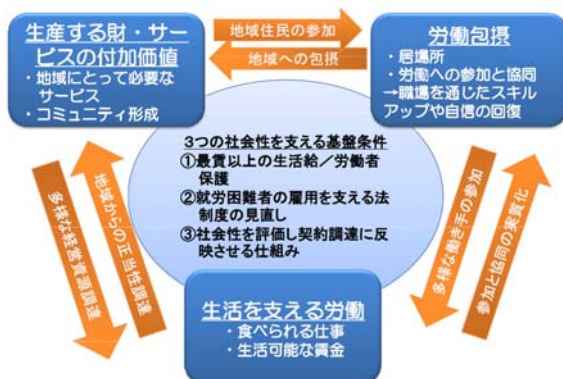 生産する財・サー
ビスの付加価値
・地域にとって必要な
サービス
・コミュニティ形成
地域住民の参加
地域への包摂
労働包摂
・居場所
・労働への参加と協同
→職場を通じたスキル
アップや自信の回復
3つの社会性を支える基盤条件
①最賃以上の生活給/労働者
保護
②就労困難者の雇用を支える法
制度の見直し
③社会性を評価し契約調達に反
映させる仕組み
地域からの正当性調達
多様な経営資源調達
多様な働き手の参加
参加と協同の実質化
生活を支える労働
・食べられる仕事
・生活可能な賃金